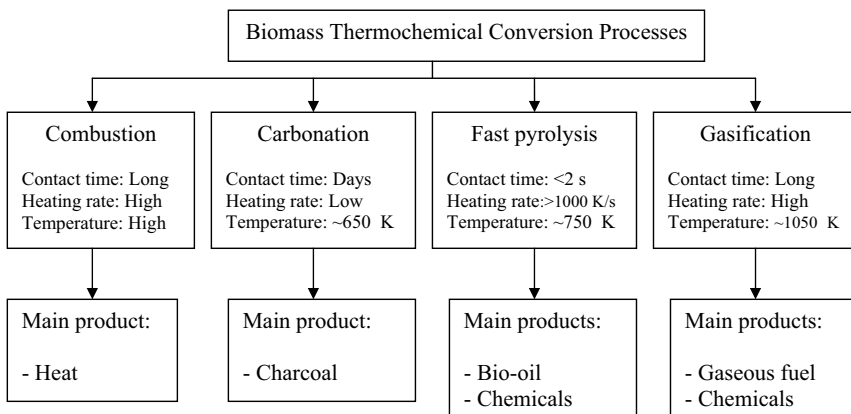 Biomass Thermochemical Conversion Processes
Combustion
Contact time: Long
Heating rate: High
Temperature: High
Carbonation
Contact time: Days
Heating rate: Low
Temperature: ~650 K
Fast pyrolysis
Contact time: <2 s
Heating rate:>1000 K/s
Temperature: ~750 K
Gasification
Contact time: Long
Heating rate: High
Temperature: ~1050 K
Main product:
- Heat
Main product:
- Charcoal
Main products:
- Bio-oil
- Chemicals
Main products:
- Gaseous fuel
- Chemicals